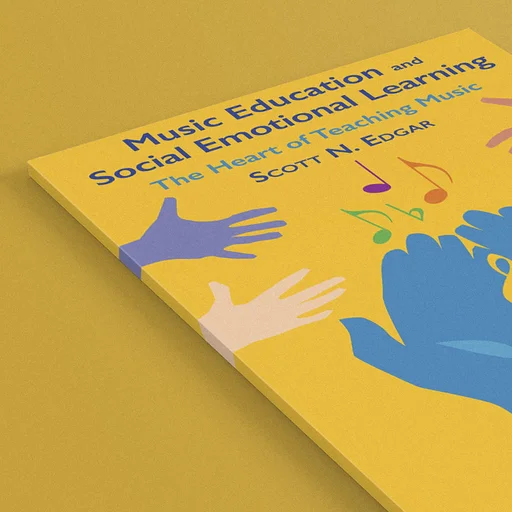 Music Education and
Social Emotional Learning
The Heart of Teaching Music
SCOTT N. EDGAR